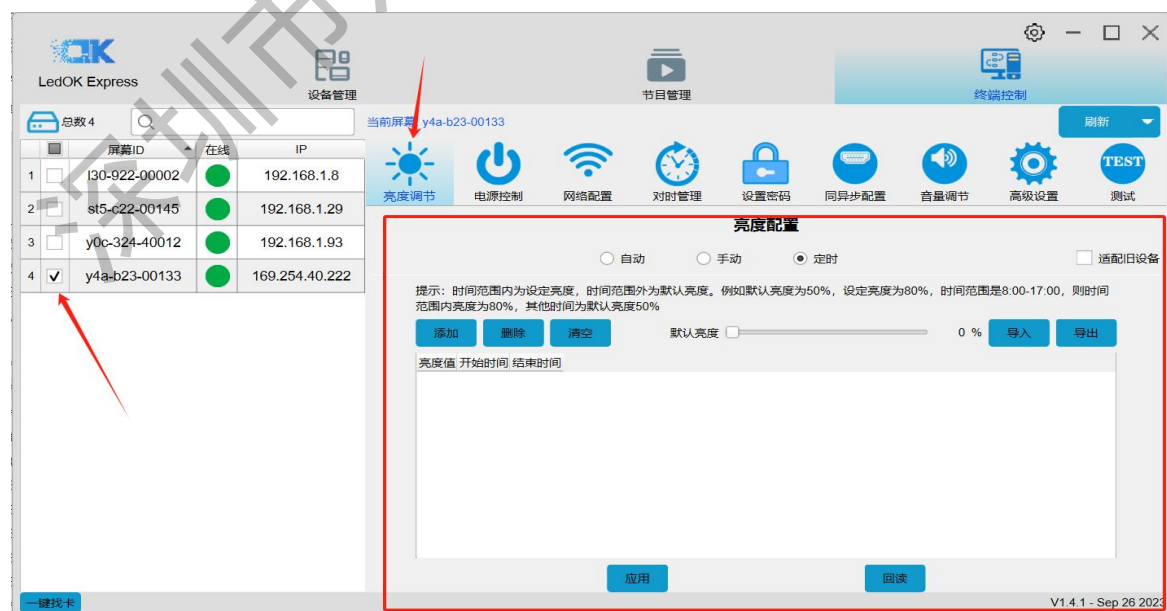 LedOK Express
设备管理
节目管理
终端控制
总数 4
当前屏幕 y4a-b23-00133
刷新
屏幕ID 在线 IP
1 l30-922-00002 192.168.1.8
2 st5-c22-00145 192.168.1.29
3 y0c-324-40012 192.168.1.93
4 y4a-b23-00133 169.254.40.222
亮度调节 电源控制 网络配置 对时管理 设置密码 同异步配置 音量调节 高级设置 TEST 测试
亮度配置
自动 手动 定时 适配旧设备
提示：时间范围内为设定亮度，时间范围外为默认亮度。例如默认亮度为50%，设定亮度为80%，时间范围是8:00-17:00，则时间
范围内亮度为80%，其他时间为默认亮度50%
添加 删除 清空 默认亮度 0 % 导入 导出
亮度值 开始时间 结束时间
应用 回读
一键找卡
V1.4.1 - Sep 26 2023
深圳市